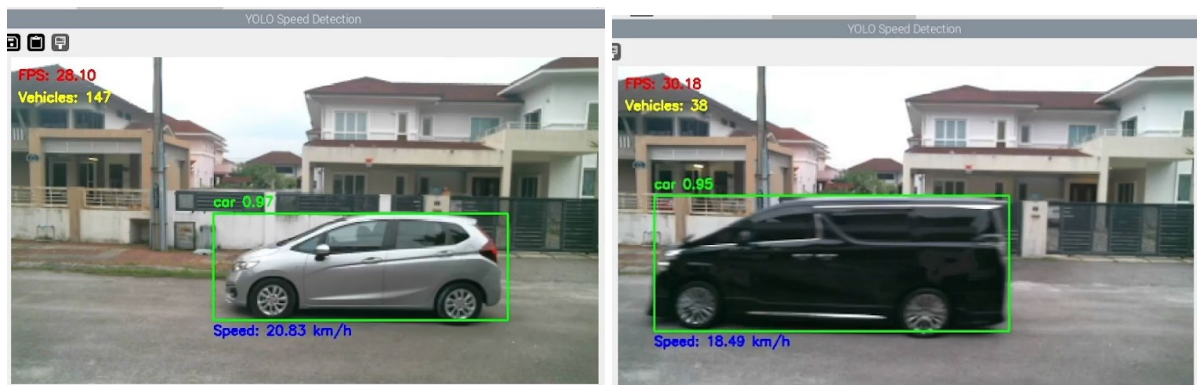 YOLO Speed Detection
FPS: 28.10
Vehicles: 147
car 0.97
Speed: 20.83 km/h
YOLO Speed Detection
FPS: 30.18
Vehicles: 38
car 0.95
Speed: 18.49 km/h